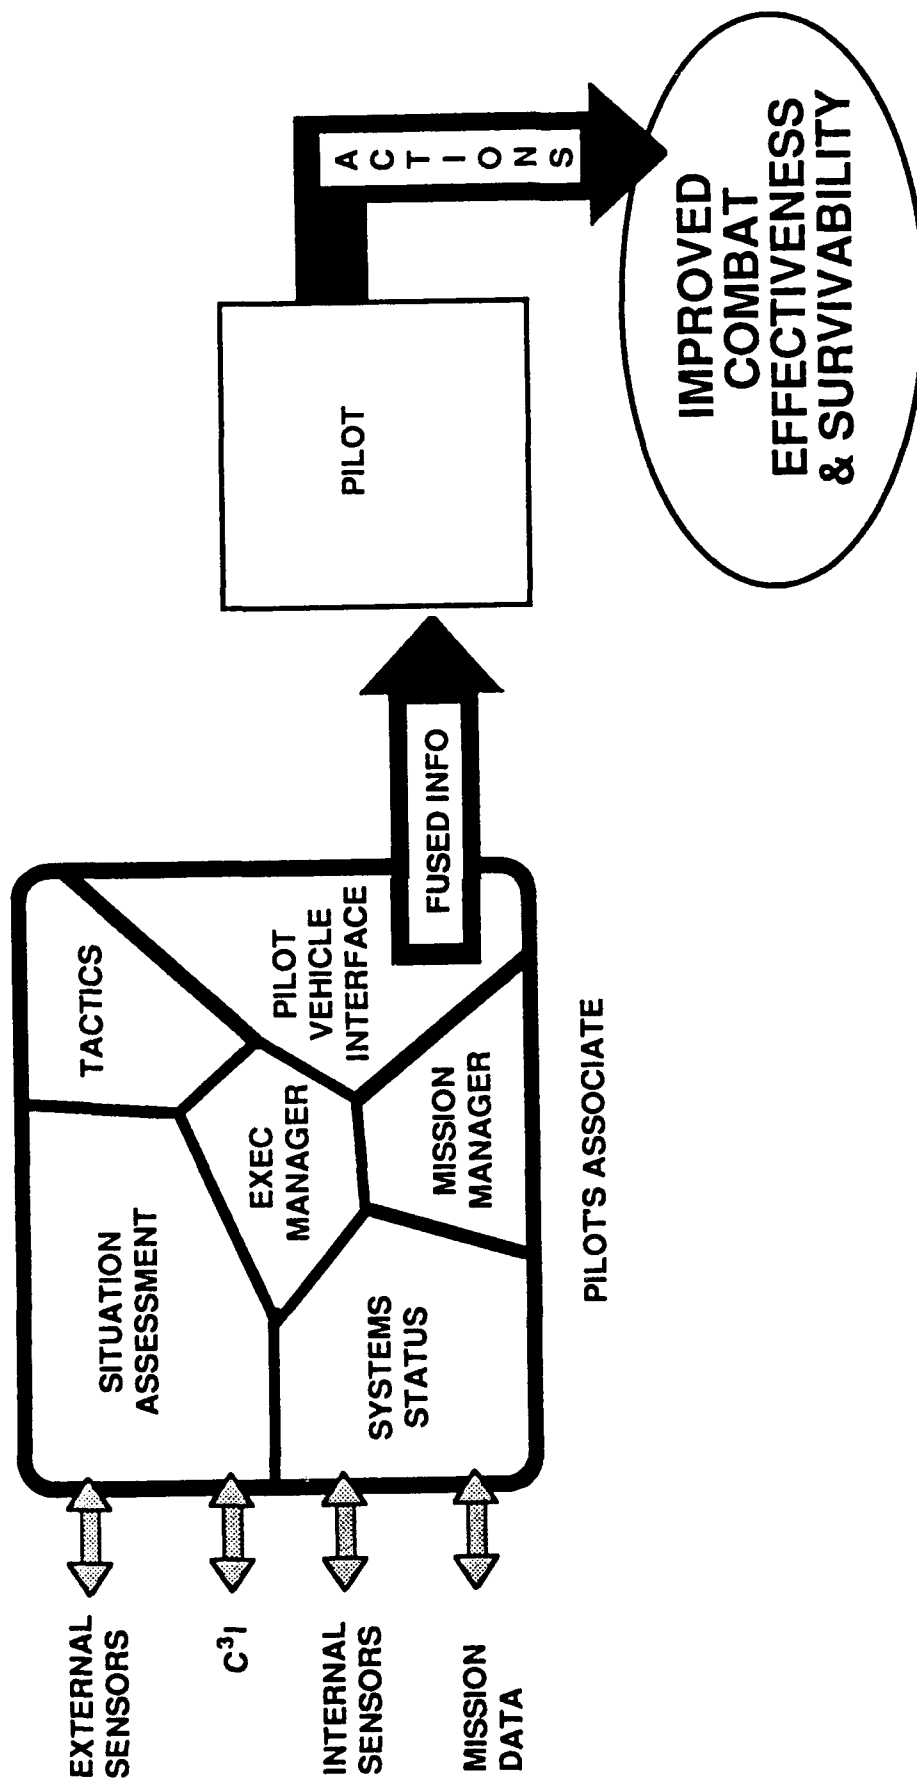 EXTERNAL
SENSORS
C³I
INTERNAL
SENSORS
MISSION
DATA
SITUATION
ASSESSMENT
TACTICS
EXEC
MANAGER
PILOT
VEHICLE
INTERFACE
SYSTEMS
STATUS
MISSION
MANAGER
PILOT'S ASSOCIATE
FUSED INFO
PILOT
ACTIONS
IMPROVED
COMBAT
EFFECTIVENESS
& SURVIVABILITY